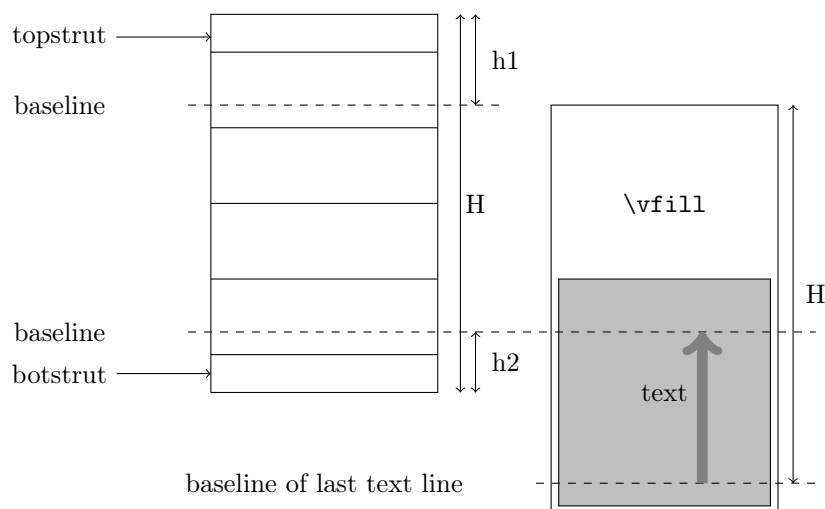 topstrut
h1
baseline
\vfill
H
H
baseline
h2
botstrut
text
baseline of last text line